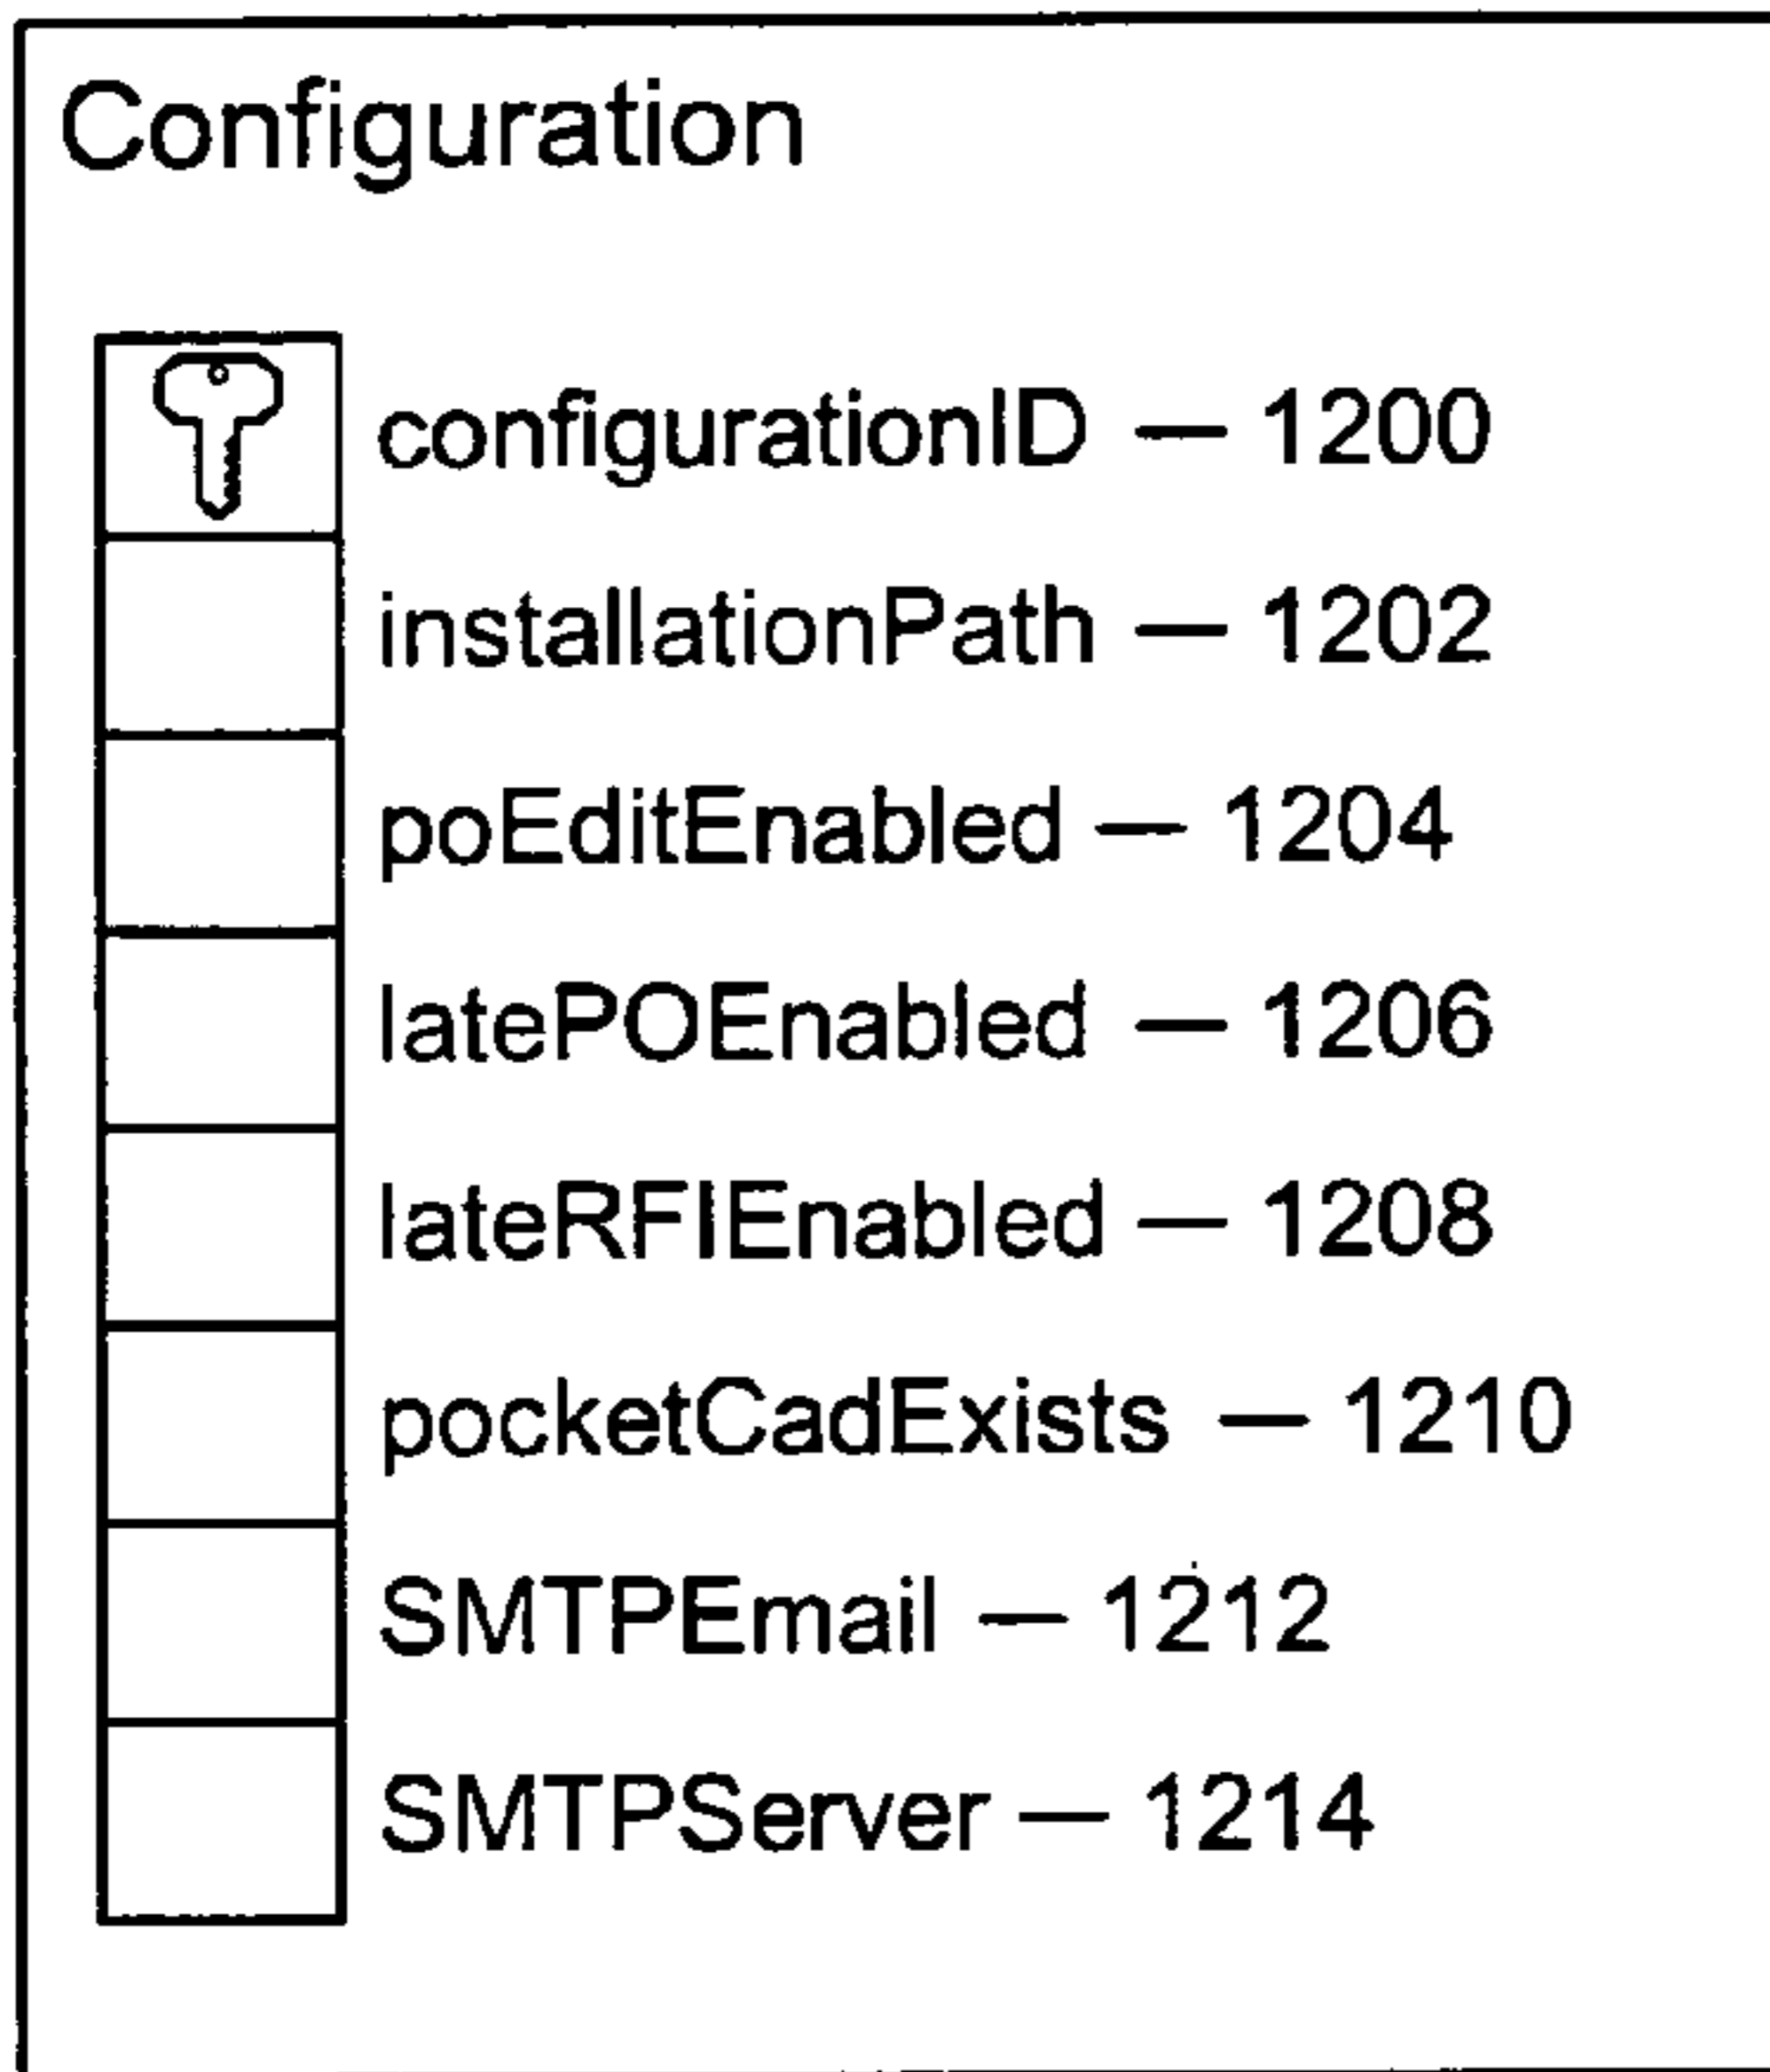 Configuration
configurationID — 1200
installationPath — 1202
poEditEnabled — 1204
latePOEnabled — 1206
lateRFIEnabled — 1208
pocketCadExists — 1210
SMTPEmail — 1212
SMTPServer — 1214